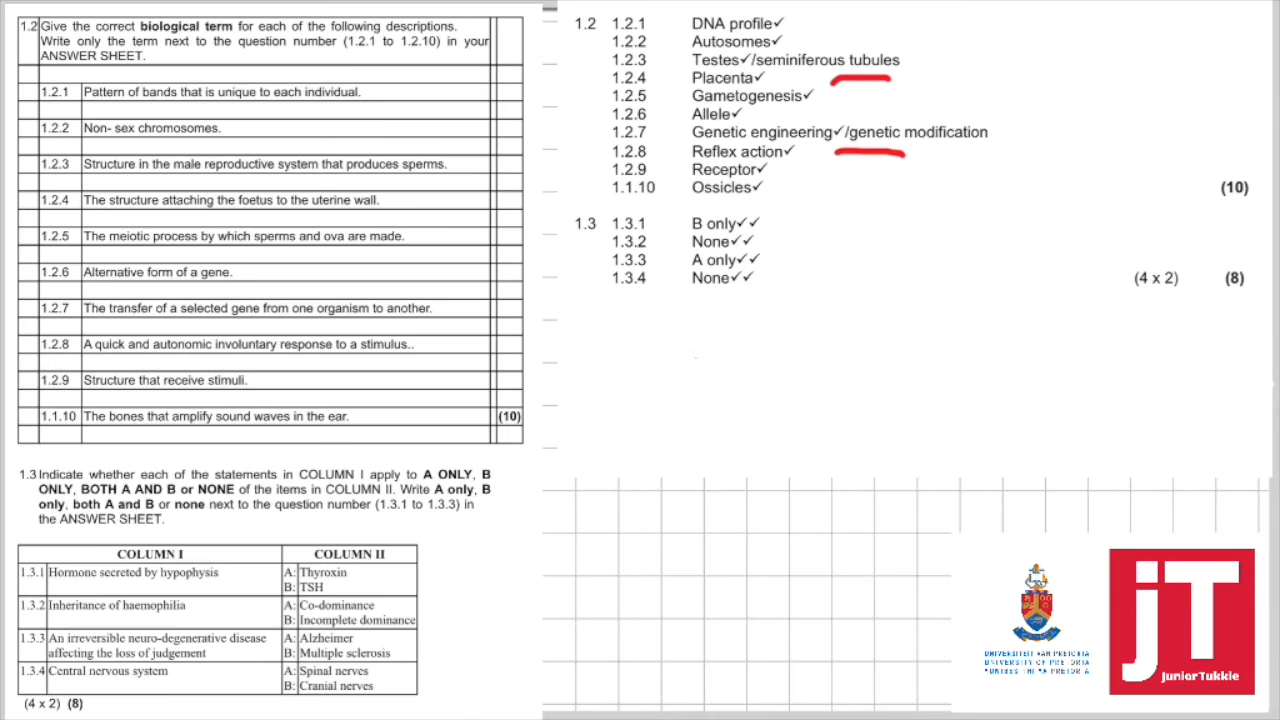 1.2 Give the correct biological term for each of the following descriptions.
Write only the term next to the question number (1.2.1 to 1.2.10) in your
ANSWER SHEET.
1.2.1 Pattern of bands that is unique to each individual.
1.2.2 Non- sex chromosomes.
1.2.3 Structure in the male reproductive system that produces sperms.
1.2.4 The structure attaching the foetus to the uterine wall.
1.2.5 The meiotic process by which sperms and ova are made.
1.2.6 Alternative form of a gene.
1.2.7 The transfer of a selected gene from one organism to another.
1.2.8 A quick and autonomic involuntary response to a stimulus..
1.2.9 Structure that receive stimuli.
1.1.10 The bones that amplify sound waves in the ear. (10)
1.3 Indicate whether each of the statements in COLUMN I apply to A ONLY, B
ONLY, BOTH A AND B or NONE of the items in COLUMN II. Write A only, B
only, both A and B or none next to the question number (1.3.1 to 1.3.3) in
the ANSWER SHEET.
COLUMN I COLUMN II
1.3.1 Hormone secreted by hypophysis A: Thyroxin
B: TSH
1.3.2 Inheritance of haemophilia A: Co-dominance
B: Incomplete dominance
1.3.3 An irreversible neuro-degenerative disease A: Alzheimer
affecting the loss of judgement B: Multiple sclerosis
1.3.4 Central nervous system A: Spinal nerves
B: Cranial nerves
(4 x 2) (8)
1.2 1.2.1 DNA profile✓
1.2.2 Autosomes✓
1.2.3 Testes✓/seminiferous tubules
1.2.4 Placenta✓
1.2.5 Gametogenesis✓
1.2.6 Allele✓
1.2.7 Genetic engineering✓/genetic modification
1.2.8 Reflex action✓
1.2.9 Receptor✓
1.1.10 Ossicles✓ (10)
1.3 1.3.1 B only✓✓
1.3.2 None✓✓
1.3.3 A only✓✓
1.3.4 None✓✓ (4 x 2) (8)
UNIVERSITEIT VAN PRETORIA
UNIVERSITY OF PRETORIA
YUNIBESITHI YA PRETORIA
jT
JuniorTukkie